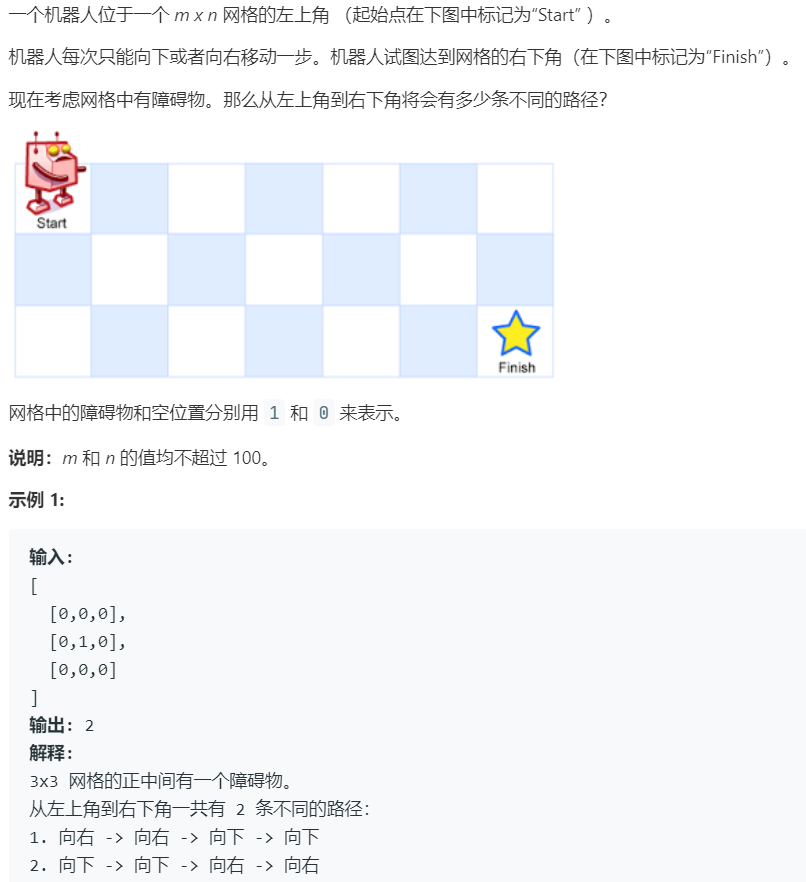 一个机器人位于一个 m x n 网格的左上角 （起始点在下图中标记为“Start” ）。
机器人每次只能向下或者向右移动一步。机器人试图达到网格的右下角（在下图中标记为“Finish”）。
现在考虑网格中有障碍物。那么从左上角到右下角将会有多少条不同的路径?
Start
Finish
网格中的障碍物和空位置分别用 1 和 0 来表示。
说明：m 和 n 的值均不超过 100。
示例 1:
输入:
[
  [0,0,0],
  [0,1,0],
  [0,0,0]
]
输出: 2
解释:
3x3 网格的正中间有一个障碍物。
从左上角到右下角一共有 2 条不同的路径:
1. 向右 -> 向右 -> 向下 -> 向下
2. 向下 -> 向下 -> 向右 -> 向右